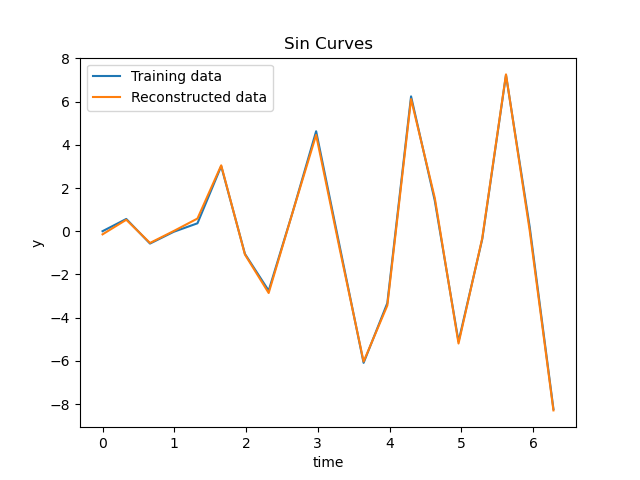 Sin Curves
Training data
Reconstructed data
8
6
4
2
0
−2
−4
−6
−8
y
0 1 2 3 4 5 6
time